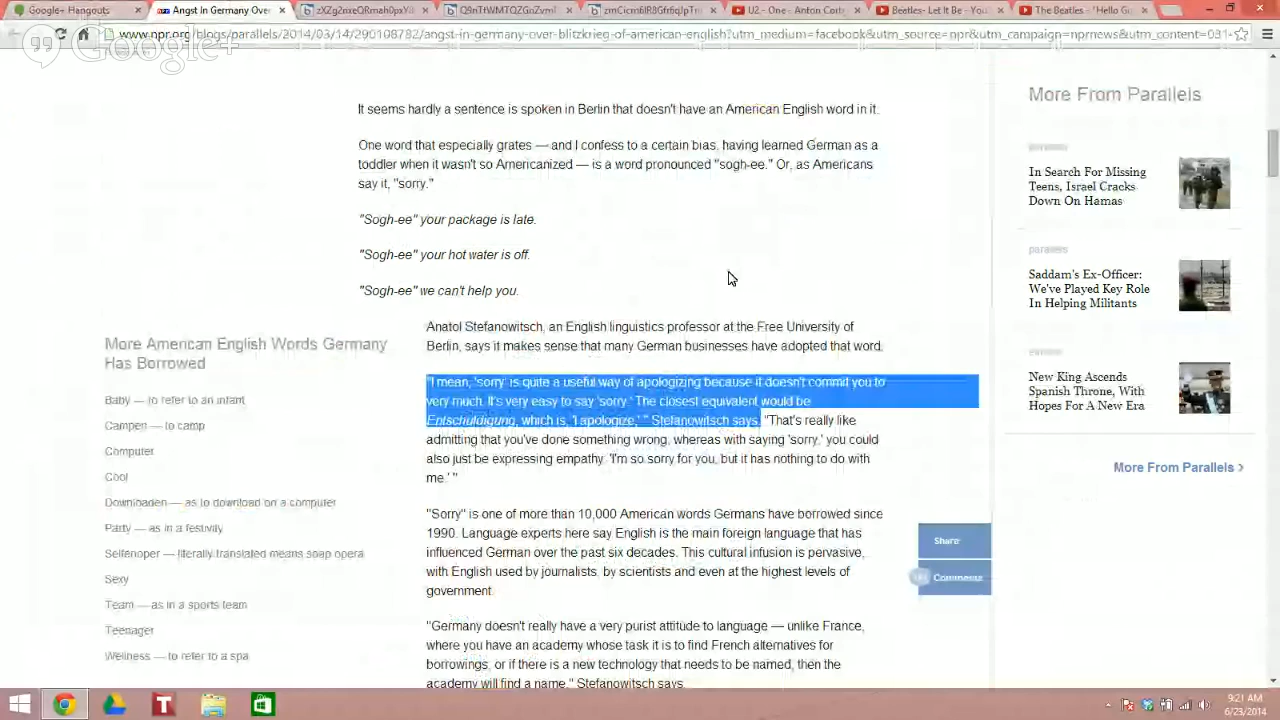 Google+ Hangouts
Angst In Germany Over
U2 - One - Anton Corb
Beatles- Let It Be - You
The Beatles - 'Hello Go
www.npr.org/blogs/parallels/2014/03/14/290108782/angst-in-germany-over-blitzkrieg-of-american-english?utm_medium=facebook&utm_source=npr&utm_campaign=nprnews&utm_content=031
Google+
It seems hardly a sentence is spoken in Berlin that doesn't have an American English word in it.
One word that especially grates — and I confess to a certain bias, having learned German as a
toddler when it wasn't so Americanized — is a word pronounced "sogh-ee." Or, as Americans
say it, "sorry."
"Sogh-ee" your package is late.
"Sogh-ee" your hot water is off.
"Sogh-ee" we can't help you.
Anatol Stefanowitsch, an English linguistics professor at the Free University of
Berlin, says it makes sense that many German businesses have adopted that word.
"I mean, 'sorry' is quite a useful way of apologizing because it doesn't commit you to
very much. It's very easy to say 'sorry.' The closest equivalent would be
Entschuldigung, which is, 'I apologize,' " Stefanowitsch says. "That's really like
admitting that you've done something wrong, whereas with saying 'sorry,' you could
also just be expressing empathy. 'I'm so sorry for you, but it has nothing to do with
me.' "
"Sorry" is one of more than 10,000 American words Germans have borrowed since
1990. Language experts here say English is the main foreign language that has
influenced German over the past six decades. This cultural infusion is pervasive,
with English used by journalists, by scientists and even at the highest levels of
government.
"Germany doesn't really have a very purist attitude to language — unlike France,
where you have an academy whose task it is to find French alternatives for
borrowings, or if there is a new technology that needs to be named, then the
academy will find a name," Stefanowitsch says.
More American English Words Germany
Has Borrowed
Baby — to refer to an infant
Campen — to camp
Computer
Cool
Downloaden — as to download on a computer
Party — as in a festivity
Seifenoper — literally translated means soap opera
Sexy
Team — as in a sports team
Teenager
Wellness — to refer to a spa
More From Parallels
parallels
In Search For Missing
Teens, Israel Cracks
Down On Hamas
parallels
Saddam's Ex-Officer:
We've Played Key Role
In Helping Militants
New King Ascends
Spanish Throne, With
Hopes For A New Era
More From Parallels ›
Share
Comments
9:21 AM
6/23/2014